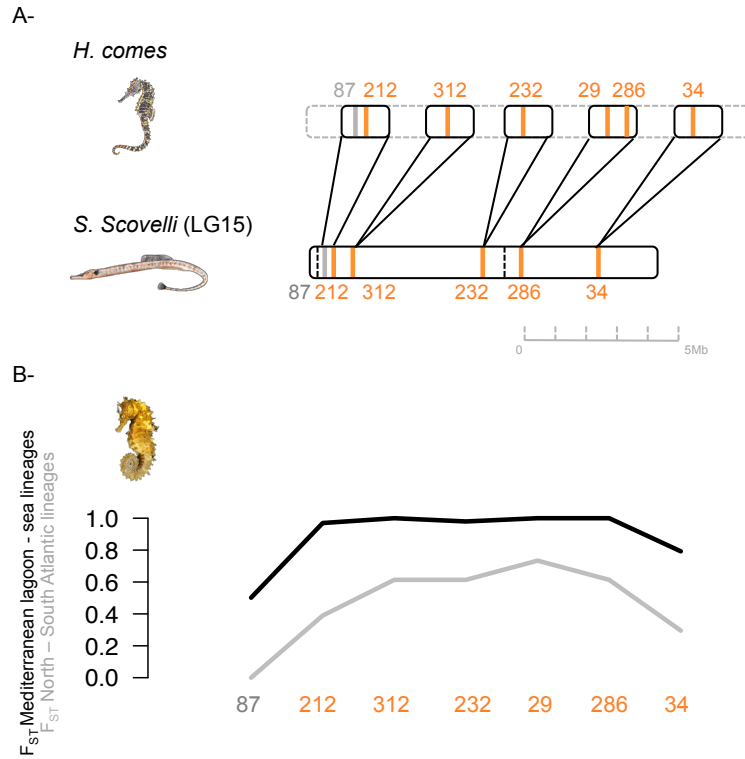 A-
H. comes
87 212 312 232 29 286 34
S. Scovelli (LG15)
87 212 312 232 286 34
0 5Mb
B-
FST Mediterranean lagoon - sea lineages
FST North – South Atlantic lineages
1.0
0.8
0.6
0.4
0.2
0.0
87 212 312 232 29 286 34